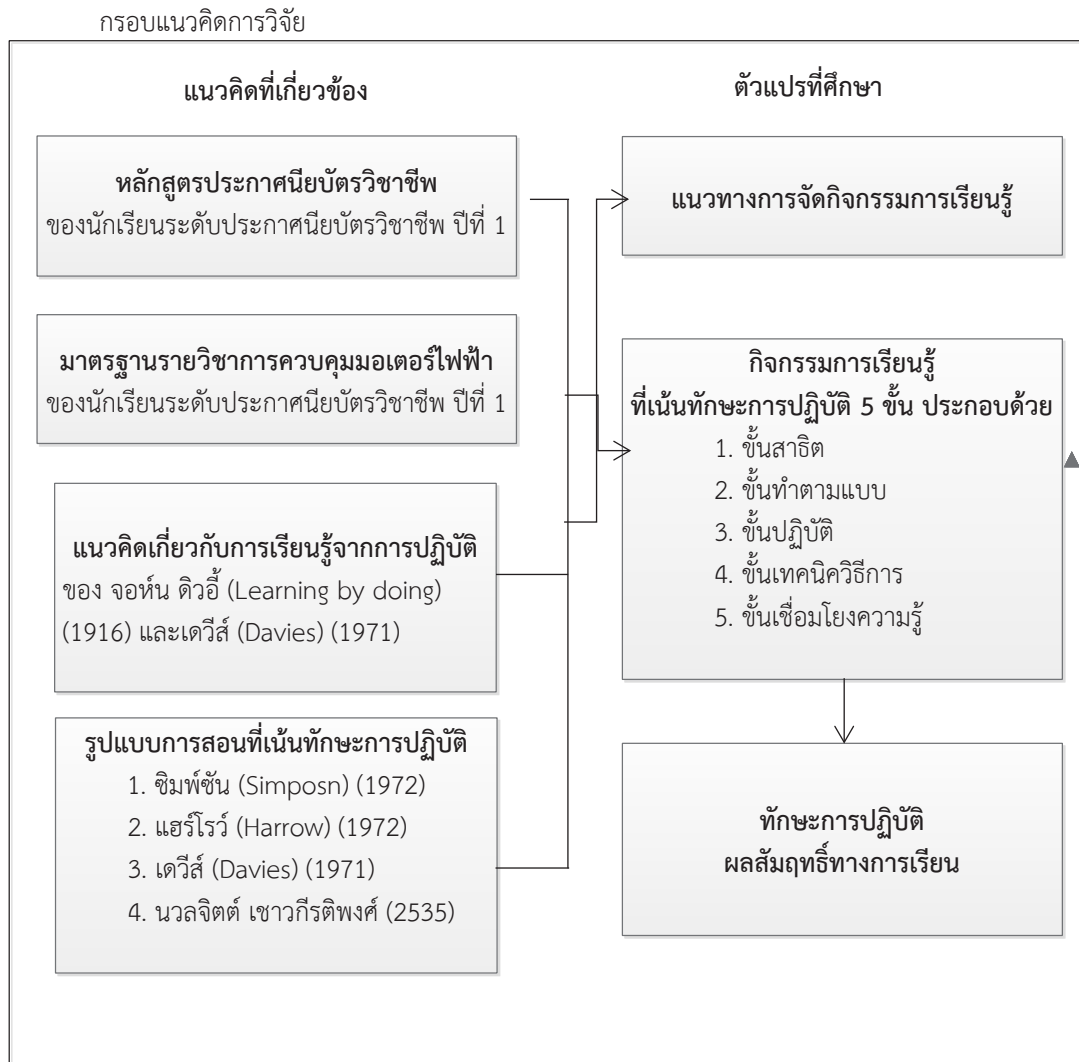 กรอบแนวคิดการวิจัย
แนวคิดที่เกี่ยวข้อง
หลักสูตรประกาศนียบัตรวิชาชีพ
ของนักเรียนระดับประกาศนียบัตรวิชาชีพ ปีที่ 1
มาตรฐานรายวิชาการควบคุมมอเตอร์ไฟฟ้า
ของนักเรียนระดับประกาศนียบัตรวิชาชีพ ปีที่ 1
แนวคิดเกี่ยวกับการเรียนรู้จากการปฏิบัติ
ของ จอห์น ดิวอี้ (Learning by doing)
(1916) และเดวีส์ (Davies) (1971)
รูปแบบการสอนที่เน้นทักษะการปฏิบัติ
1. ซิมพ์ซัน (Simposn) (1972)
2. แฮร์โรว์ (Harrow) (1972)
3. เดวีส์ (Davies) (1971)
4. นวลจิตต์ เชาวกีรติพงศ์ (2535)
ตัวแปรที่ศึกษา
แนวทางการจัดกิจกรรมการเรียนรู้
กิจกรรมการเรียนรู้
ที่เน้นทักษะการปฏิบัติ 5 ขั้น ประกอบด้วย
1. ขั้นสาธิต
2. ขั้นทำตามแบบ
3. ขั้นปฏิบัติ
4. ขั้นเทคนิควิธีการ
5. ขั้นเชื่อมโยงความรู้
ทักษะการปฏิบัติ
ผลสัมฤทธิ์ทางการเรียน